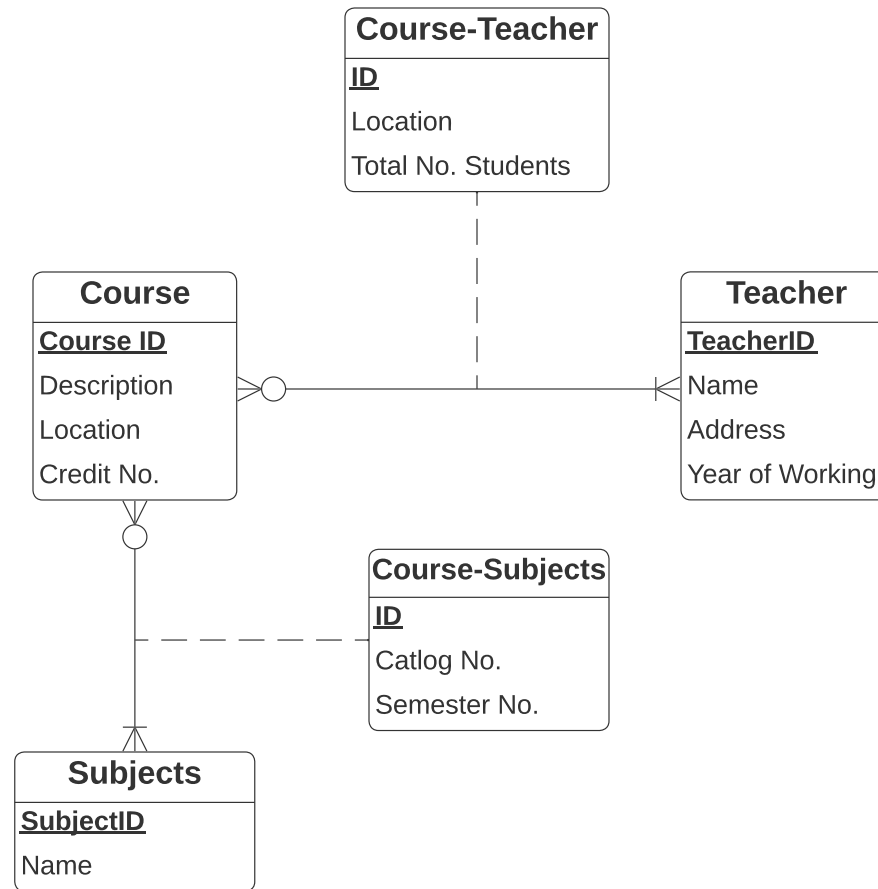 Course-Teacher
ID
Location
Total No. Students
Course
Course ID
Description
Location
Credit No.
Teacher
TeacherID
Name
Address
Year of Working
Course-Subjects
ID
Catlog No.
Semester No.
Subjects
SubjectID
Name